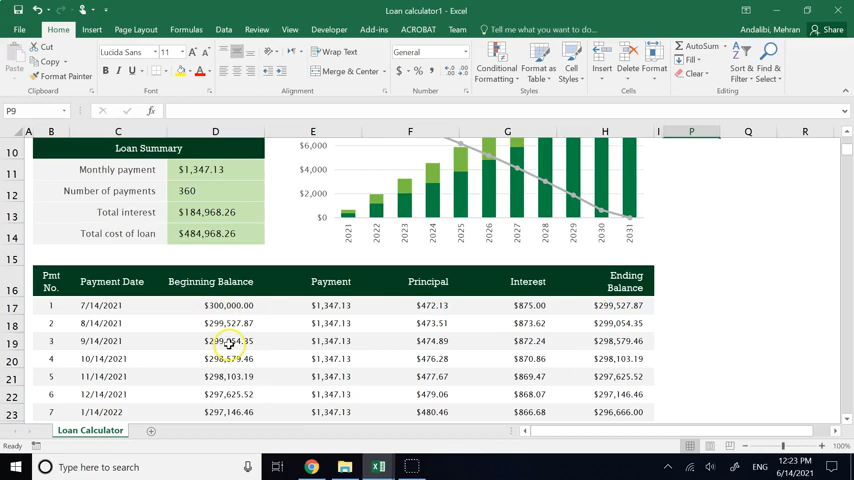 Loan calculator1 - Excel
Andalibi, Mehran
File Home Insert Page Layout Formulas Data Review View Developer Add-ins ACROBAT Team Tell me what you want to do... Share
Cut
Copy
Format Painter
Paste
Clipboard
Lucida Sans 11
B I U
Font
Wrap Text
Merge & Center
Alignment
General
$ % ,
Number
Conditional Formatting
Format as Table
Cell Styles
Styles
Insert Delete Format
Cells
AutoSum
Fill
Clear
Sort & Filter
Find & Select
Editing
P9 fx
A B C D E F G H I P Q R
10 Loan Summary $6,000
11 Monthly payment $1,347.13 $4,000
12 Number of payments 360 $2,000
13 Total interest $184,968.26 $0
14 Total cost of loan $484,968.26 2021 2022 2023 2024 2025 2026 2027 2028 2029 2030 2031
15
16 Pmt No. Payment Date Beginning Balance Payment Principal Interest Ending Balance
17 1 7/14/2021 $300,000.00 $1,347.13 $472.13 $875.00 $299,527.87
18 2 8/14/2021 $299,527.87 $1,347.13 $473.51 $873.62 $299,054.35
19 3 9/14/2021 $299,054.35 $1,347.13 $474.89 $872.24 $298,579.46
20 4 10/14/2021 $298,579.46 $1,347.13 $476.28 $870.86 $298,103.19
21 5 11/14/2021 $298,103.19 $1,347.13 $477.67 $869.47 $297,625.52
22 6 12/14/2021 $297,625.52 $1,347.13 $479.06 $868.07 $297,146.46
23 7 1/14/2022 $297,146.46 $1,347.13 $480.46 $866.68 $296,666.00
Loan Calculator
Ready 100%
Type here to search
ENG
12:23 PM
6/14/2021